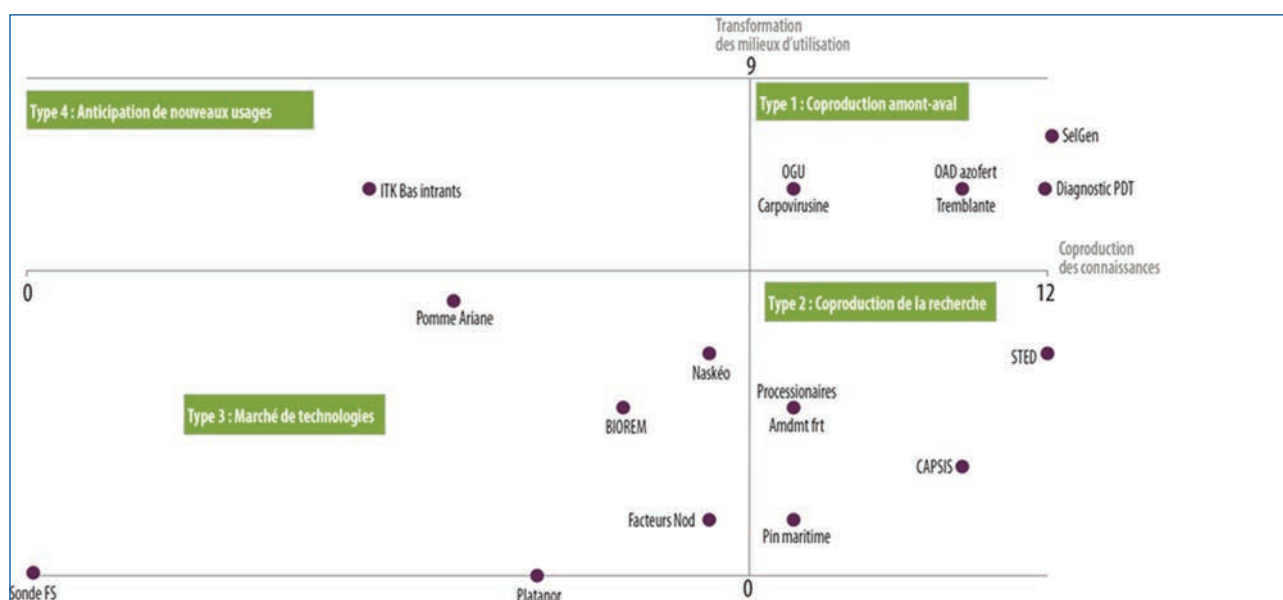 Transformation
des milieux d'utilisation
9
Type 4 : Anticipation de nouveaux usages
Type 1 : Coproduction amont-aval
SelGen
ITK Bas intrants
OGU
Carpovirusine
OAD azofert
Tremblante
Diagnostic PDT
Coproduction
des connaissances
0
12
Type 2 : Coproduction de la recherche
Pomme Ariane
Naskéo
STED
Type 3 : Marché de technologies
BIOREM
Processionaires
Amdmt frt
CAPSIS
Facteurs Nod
Pin maritime
Sonde FS
Platanor
0